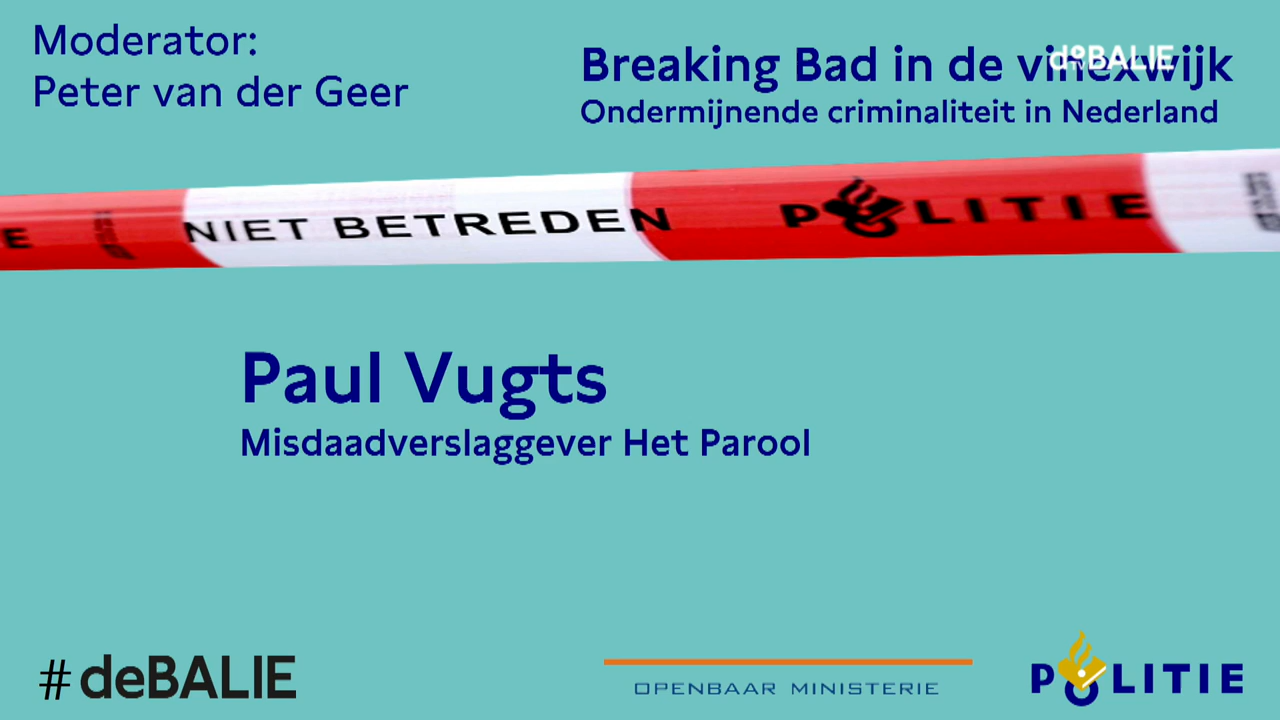 Moderator:
Peter van der Geer
Breaking Bad in de vinexwijk
deBALIE
TV
Ondermijnende criminaliteit in Nederland
E
NIET BETREDEN
POLITIE
Paul Vugts
Misdaadverslaggever Het Parool
#deBALIE
OPENBAAR MINISTERIE
POLITIE